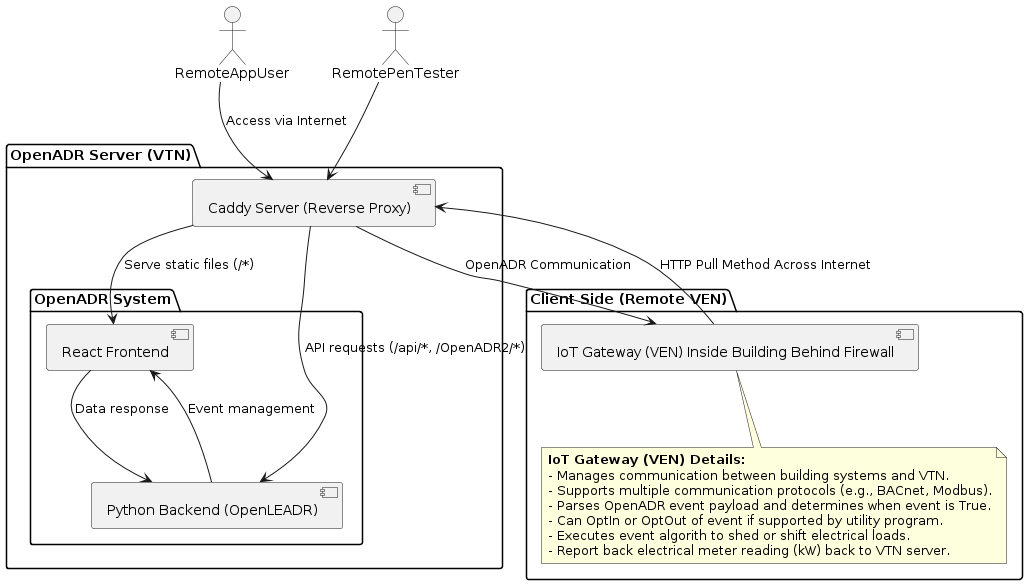 RemoteAppUser
RemotePenTester
Access via Internet
OpenADR Server (VTN)
Caddy Server (Reverse Proxy)
Serve static files (/*)
OpenADR Communication
HTTP Pull Method Across Internet
OpenADR System
Client Side (Remote VEN)
React Frontend
API requests (/api/*, /OpenADR2/*)
IoT Gateway (VEN) Inside Building Behind Firewall
Data response
Event management
Python Backend (OpenLEADR)
IoT Gateway (VEN) Details:
- Manages communication between building systems and VTN.
- Supports multiple communication protocols (e.g., BACnet, Modbus).
- Parses OpenADR event payload and determines when event is True.
- Can OptIn or OptOut of event if supported by utility program.
- Executes event algorith to shed or shift electrical loads.
- Report back electrical meter reading (kW) back to VTN server.